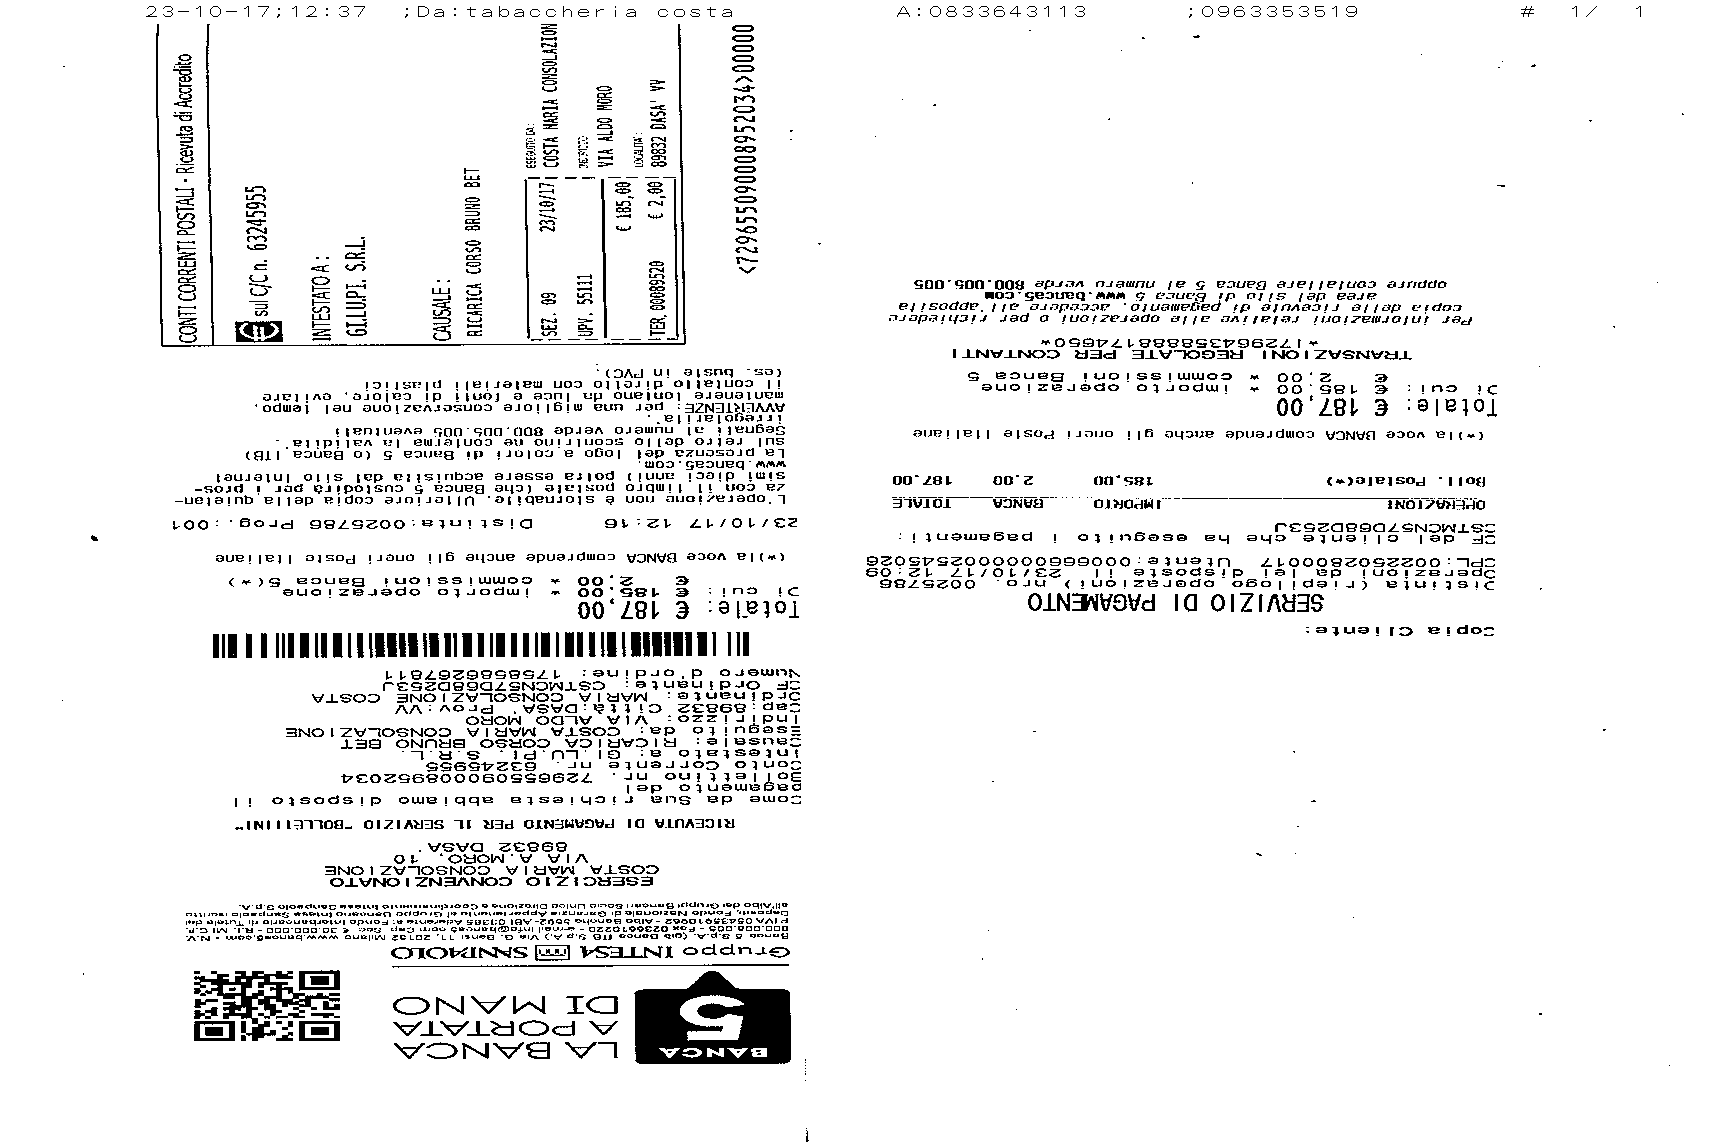 23-10-17;12:37 ;Da:tabaccheria costa A:0833643113 ;0963353519 # 1/ 1
BANCA 5
LA BANCA
A PORTATA
DI MANO
Gruppo INTESA SANPAOLO
ESERCIZIO CONVENZIONATO
COSTA MARIA CONSOLAZIONE
VIA A.MORO, 10
89832 DASA'
RICEVUTA DI PAGAMENTO PER IL SERVIZIO "BOLLETTINI"
Come da Sua richiesta abbiamo disposto il
pagamento del
Bollettino nr. 729655090008952034
Conto Corrente nr. 63245955
Intestato a: GI.LU.PI. S.R.L.
Causale: RICARICA CORSO BRUNO BET
Eseguito da: COSTA MARIA CONSOLAZIONE
Indirizzo: VIA ALDO MORO
Cap:89832 Città:DASA' Prov:VV
Ordinante: MARIA CONSOLAZIONE COSTA
CF Ordinante: CSTMCN57D68D253J
Numero d'ordine: 1758686267811
Totale: € 187,00
Di cui: € 185,00 * importo operazione
€ 2,00 * commissioni Banca 5(*)
(*)la voce BANCA comprende anche gli oneri Poste Italiane
23/10/17 12:16 Distinta:0025786 Prog.:001
L'operazione non è stornabile. Ulteriore copia della quietan-
za con il timbro postale (che Banca 5 custodirà per i pros-
simi dieci anni) potrà essere acquisita dal sito Internet
www.banca5.com.
La presenza del logo a colori di Banca 5 (o Banca ITB)
sul retro dello scontrino ne conferma la validità.
Segnali al numero verde 800.005.005 eventuali
irregolarità.
AVVERTENZE: per una migliore conservazione nel tempo,
mantenere lontano da luce e fonti di calore, evitare
il contatto diretto con materiali plastici
(es. buste in PVC).
CONTI CORRENTI POSTALI - Ricevuta di Accredito
sul C/C n. 63245955
INTESTATO A:
GI.LU.PI. S.R.L.
CAUSALE:
RICARICA CORSO BRUNO BET
SEZ. 09 23/10/17
UPV. 55111
€ 185,00
TER.00089520 € 2,00
ESEGUITO DA:
COSTA MARIA CONSOLAZION
INDIRIZZO:
VIA ALDO MORO
LOCALITA':
89832 DASA' VV
<729655090008952034>00000
Copia Cliente:
SERVIZIO DI PAGAMENTO
Distinta (riepilogo operazioni) nro. 0025786
Operazioni da lei disposte il 23/10/17 12:09
CPL:0022502800017 Utente:00066000000002545026
CF del cliente che ha eseguito i pagamenti:
CSTMCN57D68D253J
OPERAZIONI IMPORTO BANCA TOTALE
Boll. Postale(*) 185,00 2,00 187,00
(*)la voce BANCA comprende anche gli oneri Poste Italiane
Totale: € 187,00
Di cui: € 185,00 * importo operazione
€ 2,00 * commissioni Banca 5
TRANSAZIONI REGOLATE PER CONTANTI
*17296435888174650*
Per informazioni relative alle operazioni o per richiedere
copia delle ricevute di pagamento, accedere all'apposita
area del sito di Banca 5 www.banca5.com
oppure contattare Banca 5 al numero verde 800.005.005